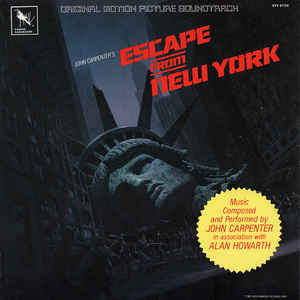 ORIGINAL MOTION PICTURE SOUNDTRACK
JOHN CARPENTER'S
ESCAPE
FROM
NEW YORK
Music
Composed
and Performed by
JOHN CARPENTER
in association with
ALAN HOWARTH